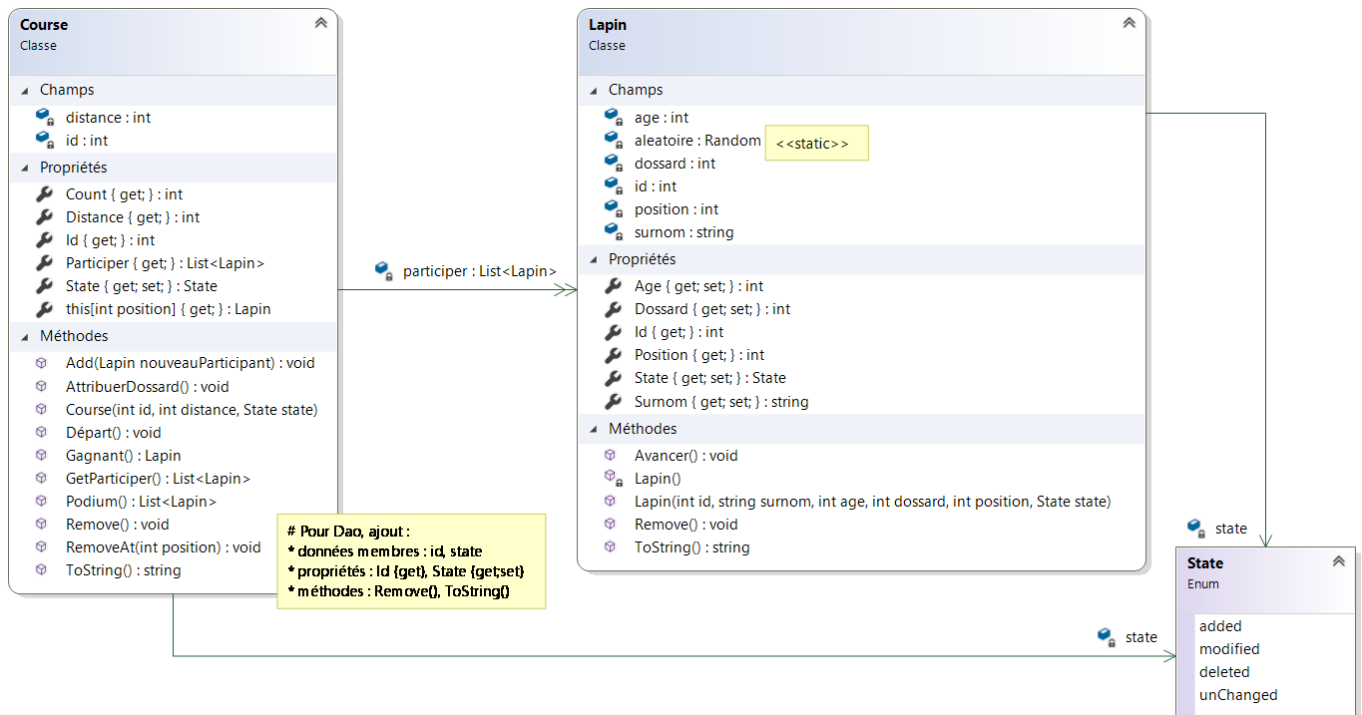 Course
Classe
Champs
distance : int
id : int
Propriétés
Count { get; } : int
Distance { get; } : int
Id { get; } : int
Participer { get; } : List<Lapin>
State { get; set; } : State
this[int position] { get; } : Lapin
Méthodes
Add(Lapin nouveauParticipant) : void
AttribuerDossard() : void
Course(int id, int distance, State state)
Départ() : void
Gagnant() : Lapin
GetParticiper() : List<Lapin>
Podium() : List<Lapin>
Remove() : void
RemoveAt(int position) : void
ToString() : string
# Pour Dao, ajout :
* données membres : id, state
* propriétés : Id {get}, State {get;set}
* méthodes : Remove(), ToString()
participer : List<Lapin>
Lapin
Classe
Champs
age : int
aleatoire : Random
<<static>>
dossard : int
id : int
position : int
surnom : string
Propriétés
Age { get; set; } : int
Dossard { get; set; } : int
Id { get; } : int
Position { get; } : int
State { get; set; } : State
Surnom { get; set; } : string
Méthodes
Avancer() : void
Lapin()
Lapin(int id, string surnom, int age, int dossard, int position, State state)
Remove() : void
ToString() : string
state
state
State
Enum
added
modified
deleted
unChanged